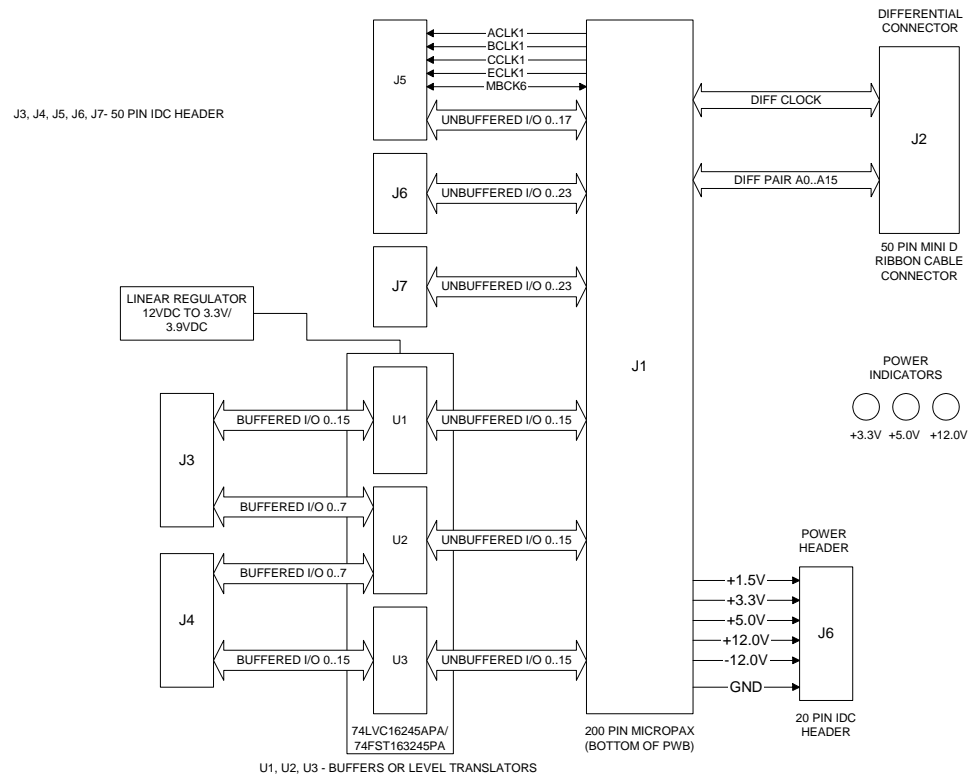 DIFFERENTIAL
CONNECTOR
ACLK1
BCLK1
CCLK1
ECLK1
MBCK6
J5
UNBUFFERED I/O 0..17
J3, J4, J5, J6, J7- 50 PIN IDC HEADER
DIFF CLOCK
J2
DIFF PAIR A0..A15
J6
UNBUFFERED I/O 0..23
50 PIN MINI D
RIBBON CABLE
CONNECTOR
J7
UNBUFFERED I/O 0..23
LINEAR REGULATOR
12VDC TO 3.3V/
3.9VDC
J1
POWER
INDICATORS
+3.3V +5.0V +12.0V
BUFFERED I/O 0..15
U1
UNBUFFERED I/O 0..15
J3
BUFFERED I/O 0..7
U2
UNBUFFERED I/O 0..15
BUFFERED I/O 0..7
J4
BUFFERED I/O 0..15
U3
UNBUFFERED I/O 0..15
POWER
HEADER
+1.5V
+3.3V
+5.0V
+12.0V
-12.0V
GND
J6
20 PIN IDC
HEADER
74LVC16245APA/
74FST163245PA
200 PIN MICROPAX
(BOTTOM OF PWB)
U1, U2, U3 - BUFFERS OR LEVEL TRANSLATORS